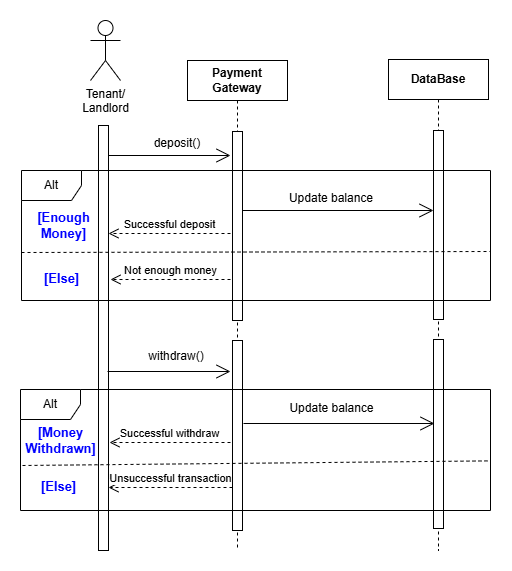 Payment
Gateway
DataBase
Tenant/
Landlord
deposit()
Alt
Update balance
[Enough
Money]
Successful deposit
Not enough money
[Else]
withdraw()
Alt
Update balance
[Money
Withdrawn]
Successful withdraw
Unsuccessful transaction
[Else]